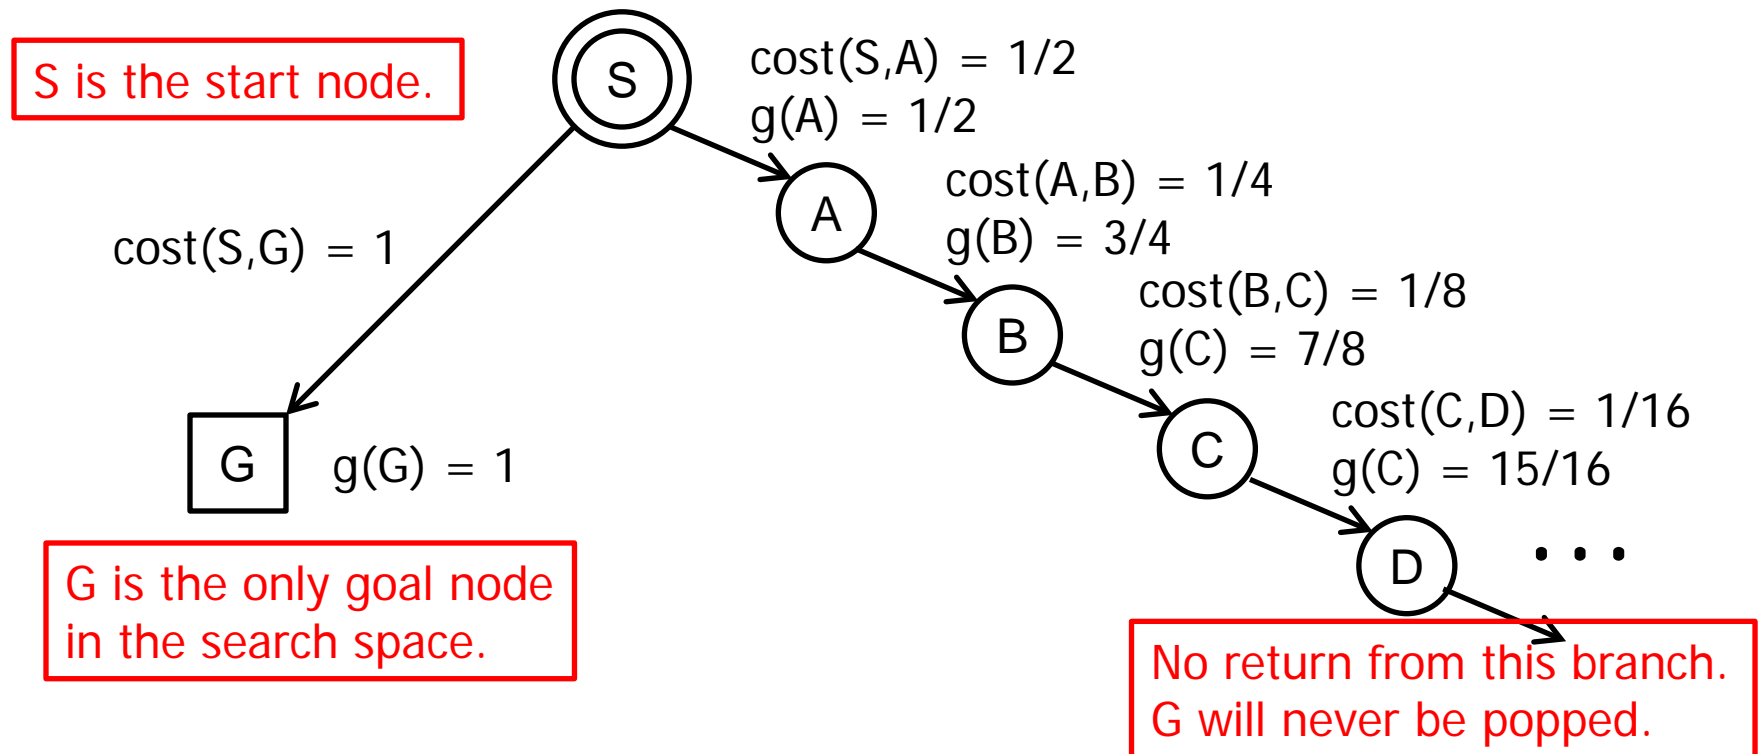 S is the start node.
S
cost(S,A) = 1/2
g(A) = 1/2
A
cost(A,B) = 1/4
g(B) = 3/4
cost(S,G) = 1
B
cost(B,C) = 1/8
g(C) = 7/8
C
cost(C,D) = 1/16
g(C) = 15/16
G
g(G) = 1
D
. . .
G is the only goal node
in the search space.
No return from this branch.
G will never be popped.